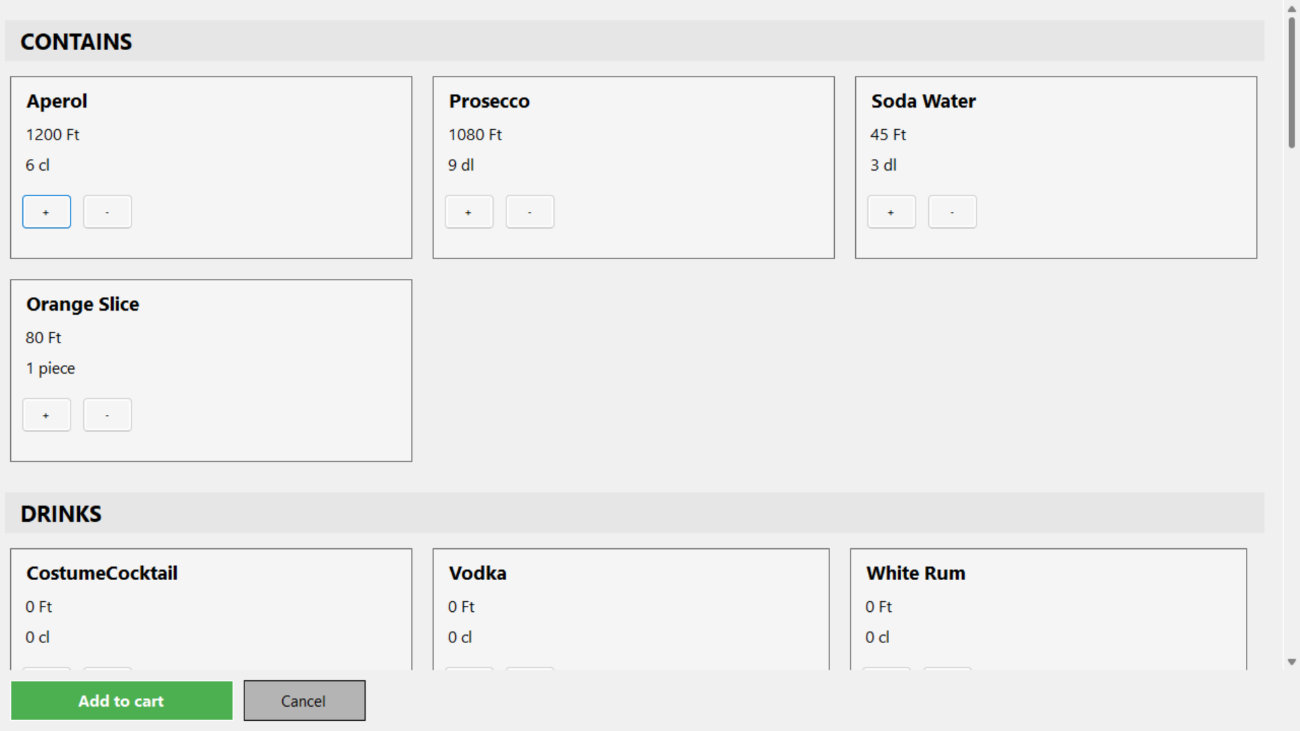 CONTAINS
Aperol
1200 Ft
6 cl
+ -
Prosecco
1080 Ft
9 dl
+ -
Soda Water
45 Ft
3 dl
+ -
Orange Slice
80 Ft
1 piece
+ -
DRINKS
CostumeCocktail
0 Ft
0 cl
Vodka
0 Ft
0 cl
White Rum
0 Ft
0 cl
Add to cart
Cancel